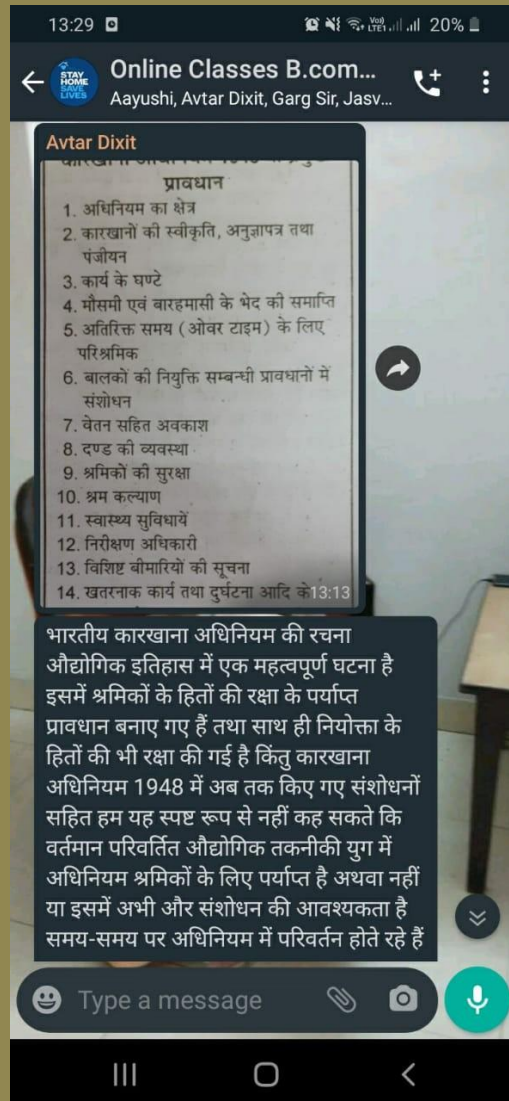 13:29
Vo)) LTE1 20%
STAY HOME SAVE LIVES
Online Classes B.com...
Aayushi, Avtar Dixit, Garg Sir, Jasv...
Avtar Dixit
प्रावधान
1. अधिनियम का क्षेत्र
2. कारखानों की स्वीकृति, अनुज्ञापत्र तथा
पंजीयन
3. कार्य के घण्टे
4. मौसमी एवं बारहमासी के भेद की समाप्ति
5. अतिरिक्त समय (ओवर टाइम) के लिए
परिश्रमिक
6. बालकों की नियुक्ति सम्बन्धी प्रावधानों में
संशोधन
7. वेतन सहित अवकाश
8. दण्ड की व्यवस्था
9. श्रमिकों की सुरक्षा
10. श्रम कल्याण
11. स्वास्थ्य सुविधायें
12. निरीक्षण अधिकारी
13. विशिष्ट बीमारियों की सूचना
14. खतरनाक कार्य तथा दुर्घटना आदि के 13:13
भारतीय कारखाना अधिनियम की रचना
औद्योगिक इतिहास में एक महत्वपूर्ण घटना है
इसमें श्रमिकों के हितों की रक्षा के पर्याप्त
प्रावधान बनाए गए हैं तथा साथ ही नियोक्ता के
हितों की भी रक्षा की गई है किंतु कारखाना
अधिनियम 1948 में अब तक किए गए संशोधनों
सहित हम यह स्पष्ट रूप से नहीं कह सकते कि
वर्तमान परिवर्तित औद्योगिक तकनीकी युग में
अधिनियम श्रमिकों के लिए पर्याप्त है अथवा नहीं
या इसमें अभी और संशोधन की आवश्यकता है
समय-समय पर अधिनियम में परिवर्तन होते रहे हैं
Type a message